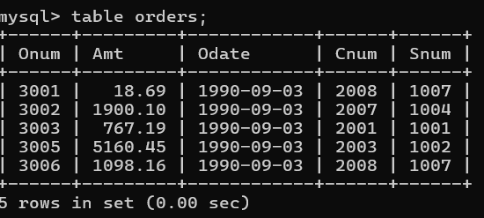 mysql> table orders;
+------+---------+------------+------+------+
| Onum | Amt     | Odate      | Cnum | Snum |
+------+---------+------------+------+------+
| 3001 |   18.69 | 1990-09-03 | 2008 | 1007 |
| 3002 | 1900.10 | 1990-09-03 | 2007 | 1004 |
| 3003 |  767.19 | 1990-09-03 | 2001 | 1001 |
| 3005 | 5160.45 | 1990-09-03 | 2003 | 1002 |
| 3006 | 1098.16 | 1990-09-03 | 2008 | 1007 |
+------+---------+------------+------+------+
5 rows in set (0.00 sec)